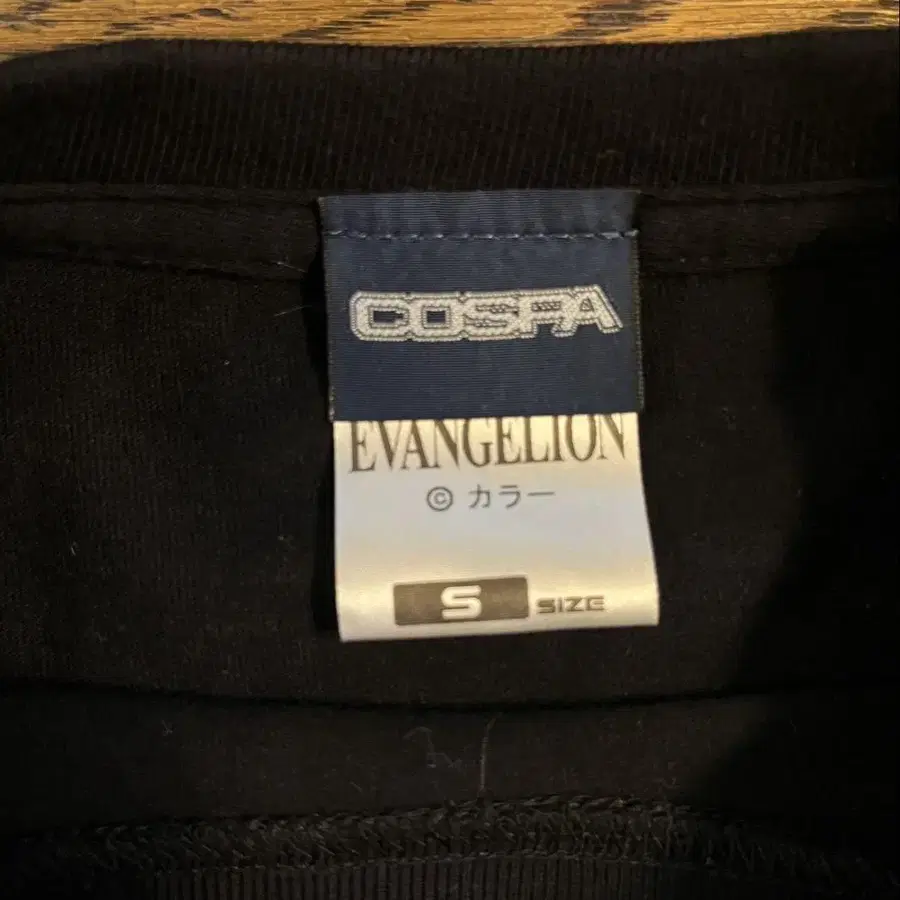 COSPA
EVANGELION
© カラー
S SIZE